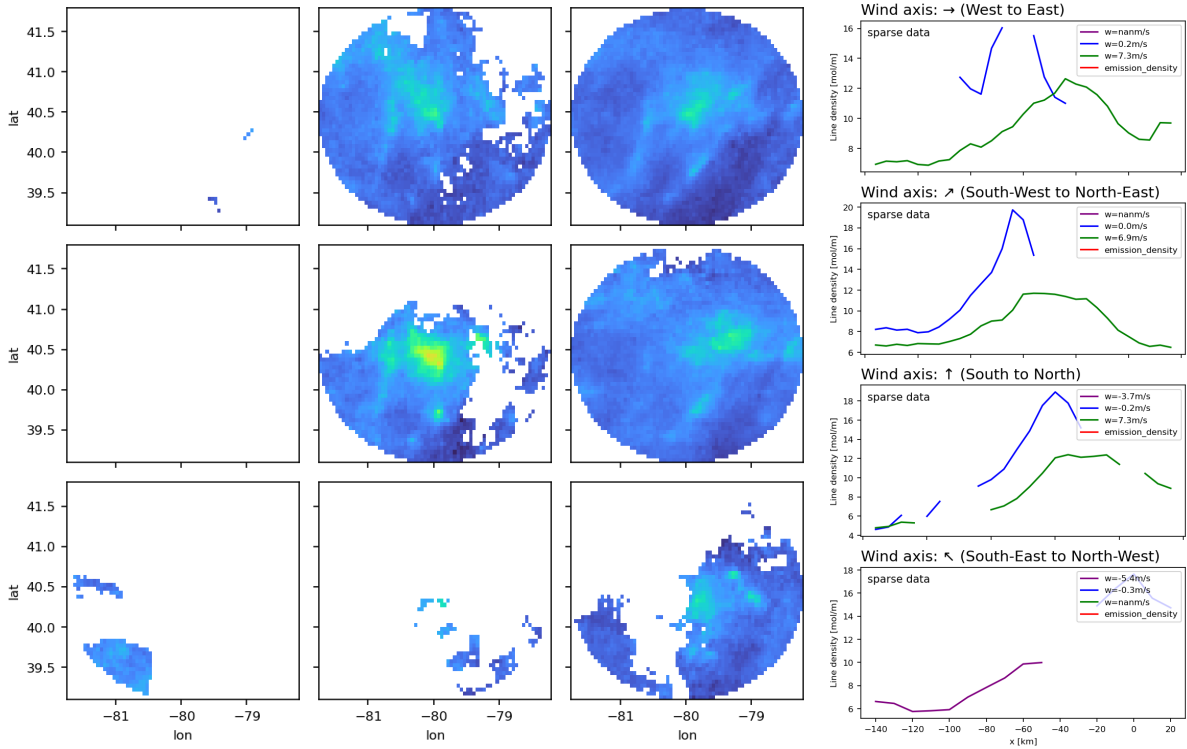 41.5
41.0
40.5
40.0
39.5
lat
41.5
41.0
40.5
40.0
39.5
lat
41.5
41.0
40.5
40.0
39.5
lat
−81
−80
−79
lon
−81
−80
−79
lon
−81
−80
−79
lon
Wind axis: → (West to East)
sparse data
w=nanm/s
w=0.2m/s
w=7.3m/s
emission_density
16
14
12
10
8
Line density [mol/m]
Wind axis: ↗ (South-West to North-East)
sparse data
w=nanm/s
w=0.0m/s
w=6.9m/s
emission_density
20
18
16
14
12
10
8
6
Line density [mol/m]
Wind axis: ↑ (South to North)
sparse data
w=-3.7m/s
w=-0.2m/s
w=7.3m/s
emission_density
18
16
14
12
10
8
6
4
Line density [mol/m]
Wind axis: ↖ (South-East to North-West)
sparse data
w=-5.4m/s
w=-0.3m/s
w=nanm/s
emission_density
18
16
14
12
10
8
6
Line density [mol/m]
−140
−120
−100
−80
−60
−40
−20
0
20
x [km]